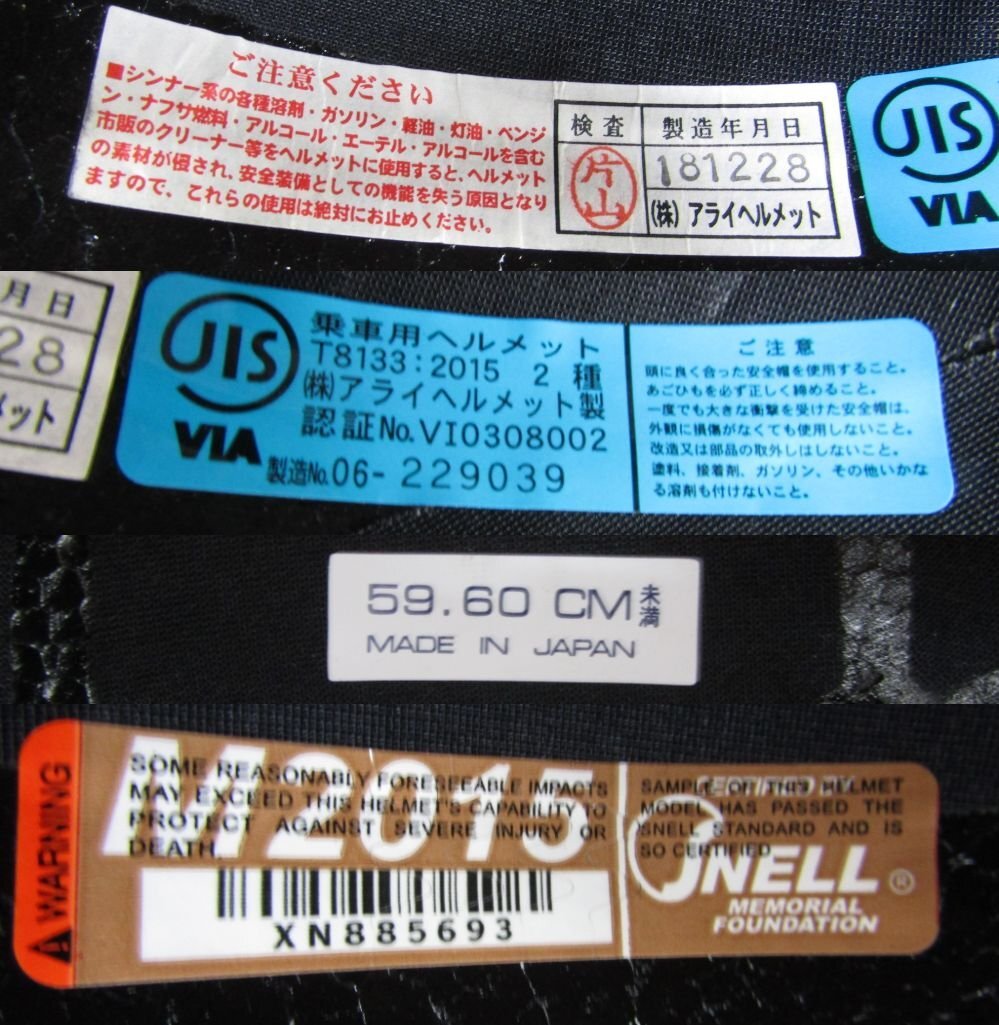 ご注意ください
■シンナー系の各種溶剤・ガソリン・軽油・灯油・ベンジ
ン・ナフサ燃料・アルコール・エーテル・アルコールを含む
市販のクリーナー等をヘルメットに使用すると、ヘルメット
の素材が侵され、安全装備としての機能を失う原因となり
ますので、これらの使用は絶対にお止めください。
検査
片山
製造年月日
181228
(株)アライヘルメット
JIS
VIA
月日
28
メット
JIS
VIA
乗車用ヘルメット
T8133:2015 2種
(株)アライヘルメット製
認証No.VI0308002
製造No.06-229039
ご注意
頭に良く合った安全帽を使用すること。
あごひもを必ず正しく締めること。
一度でも大きな衝撃を受けた安全帽は、
外観に損傷がなくても使用しないこと。
改造又は部品の取外しはしないこと。
塗料、接着剤、ガソリン、その他いかな
る溶剤も付けないこと。
59.60 CM未満
MADE IN JAPAN
WARNING
M2015
SOME REASONABLY FORESEEABLE IMPACTS
MAY EXCEED THIS HELMET'S CAPABILITY TO
PROTECT AGAINST SEVERE INJURY OR
DEATH.
XN885693
SAMPLE OF THIS HELMET
MODEL HAS PASSED THE
SNELL STANDARD AND IS
SO CERTIFIED
SNELL®
MEMORIAL
FOUNDATION